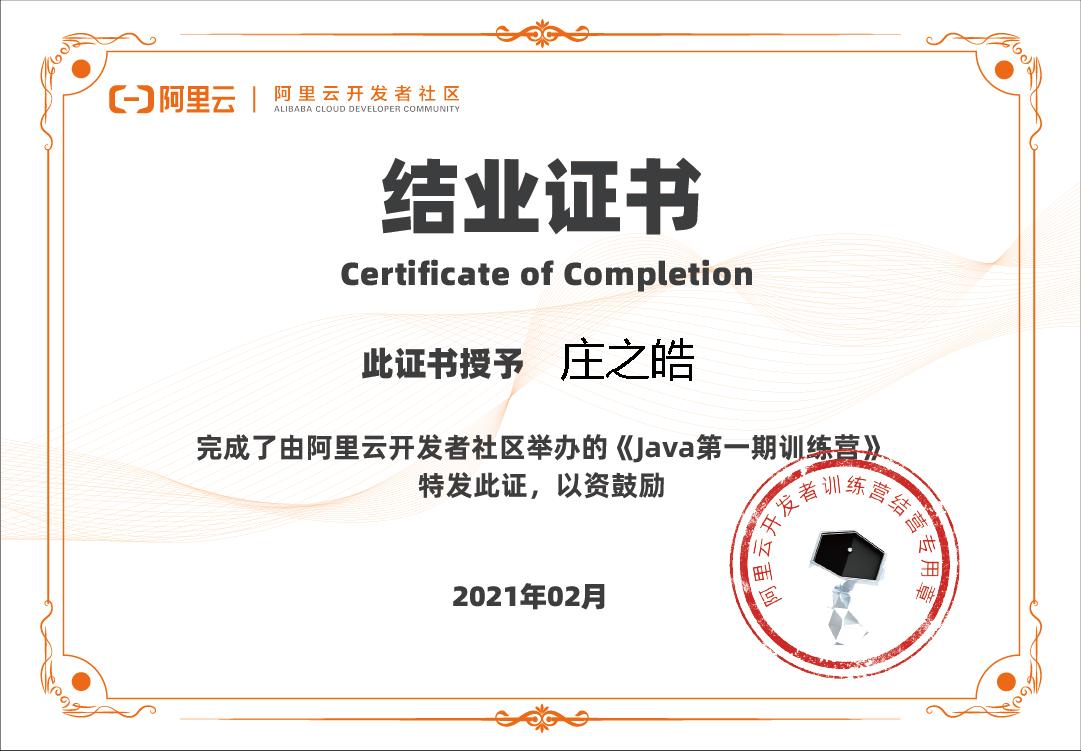 阿里云 | 阿里云开发者社区
ALIBABA CLOUD DEVELOPER COMMUNITY
结业证书
Certificate of Completion
此证书授予 庄之皓
完成了由阿里云开发者社区举办的《Java第一期训练营》
特发此证，以资鼓励
阿里云开发者训练营结营专用章
2021年02月